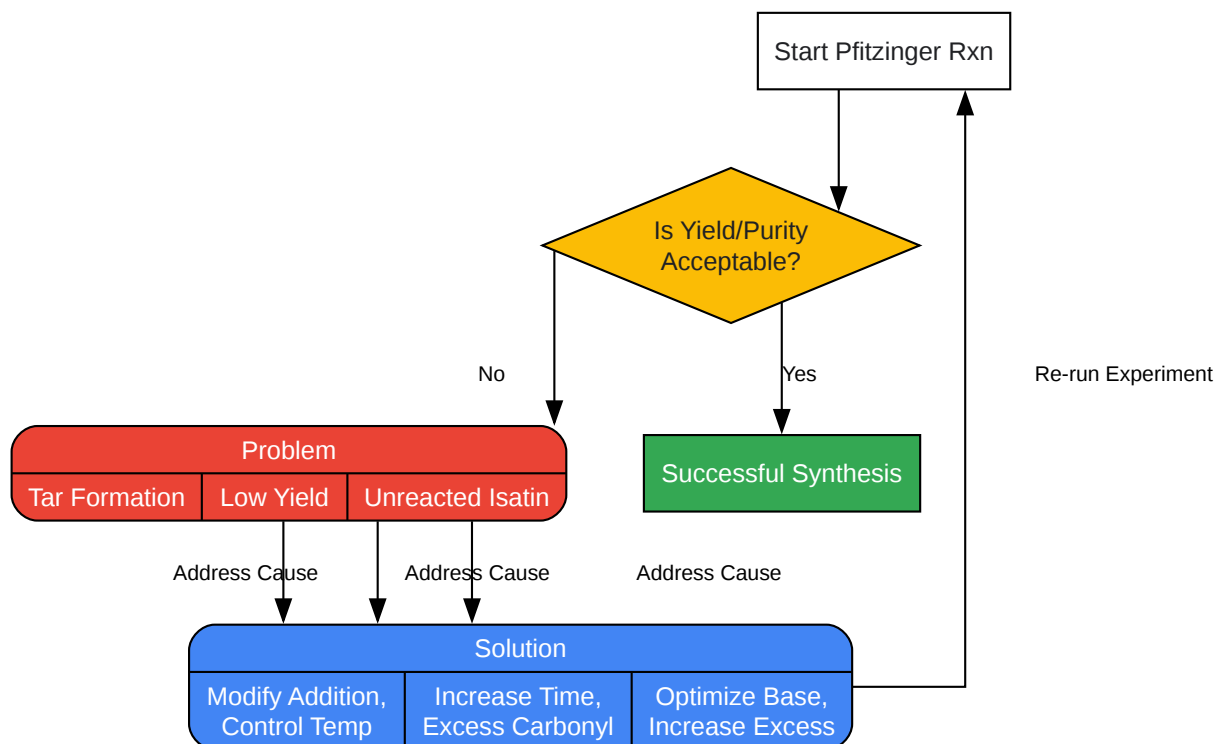 Start Pfitzinger Rxn
Is Yield/Purity
Acceptable?
No
Yes
Re-run Experiment
Problem
Tar Formation
Low Yield
Unreacted Isatin
Successful Synthesis
Address Cause
Address Cause
Address Cause
Solution
Modify Addition,
Control Temp
Increase Time,
Excess Carbonyl
Optimize Base,
Increase Excess